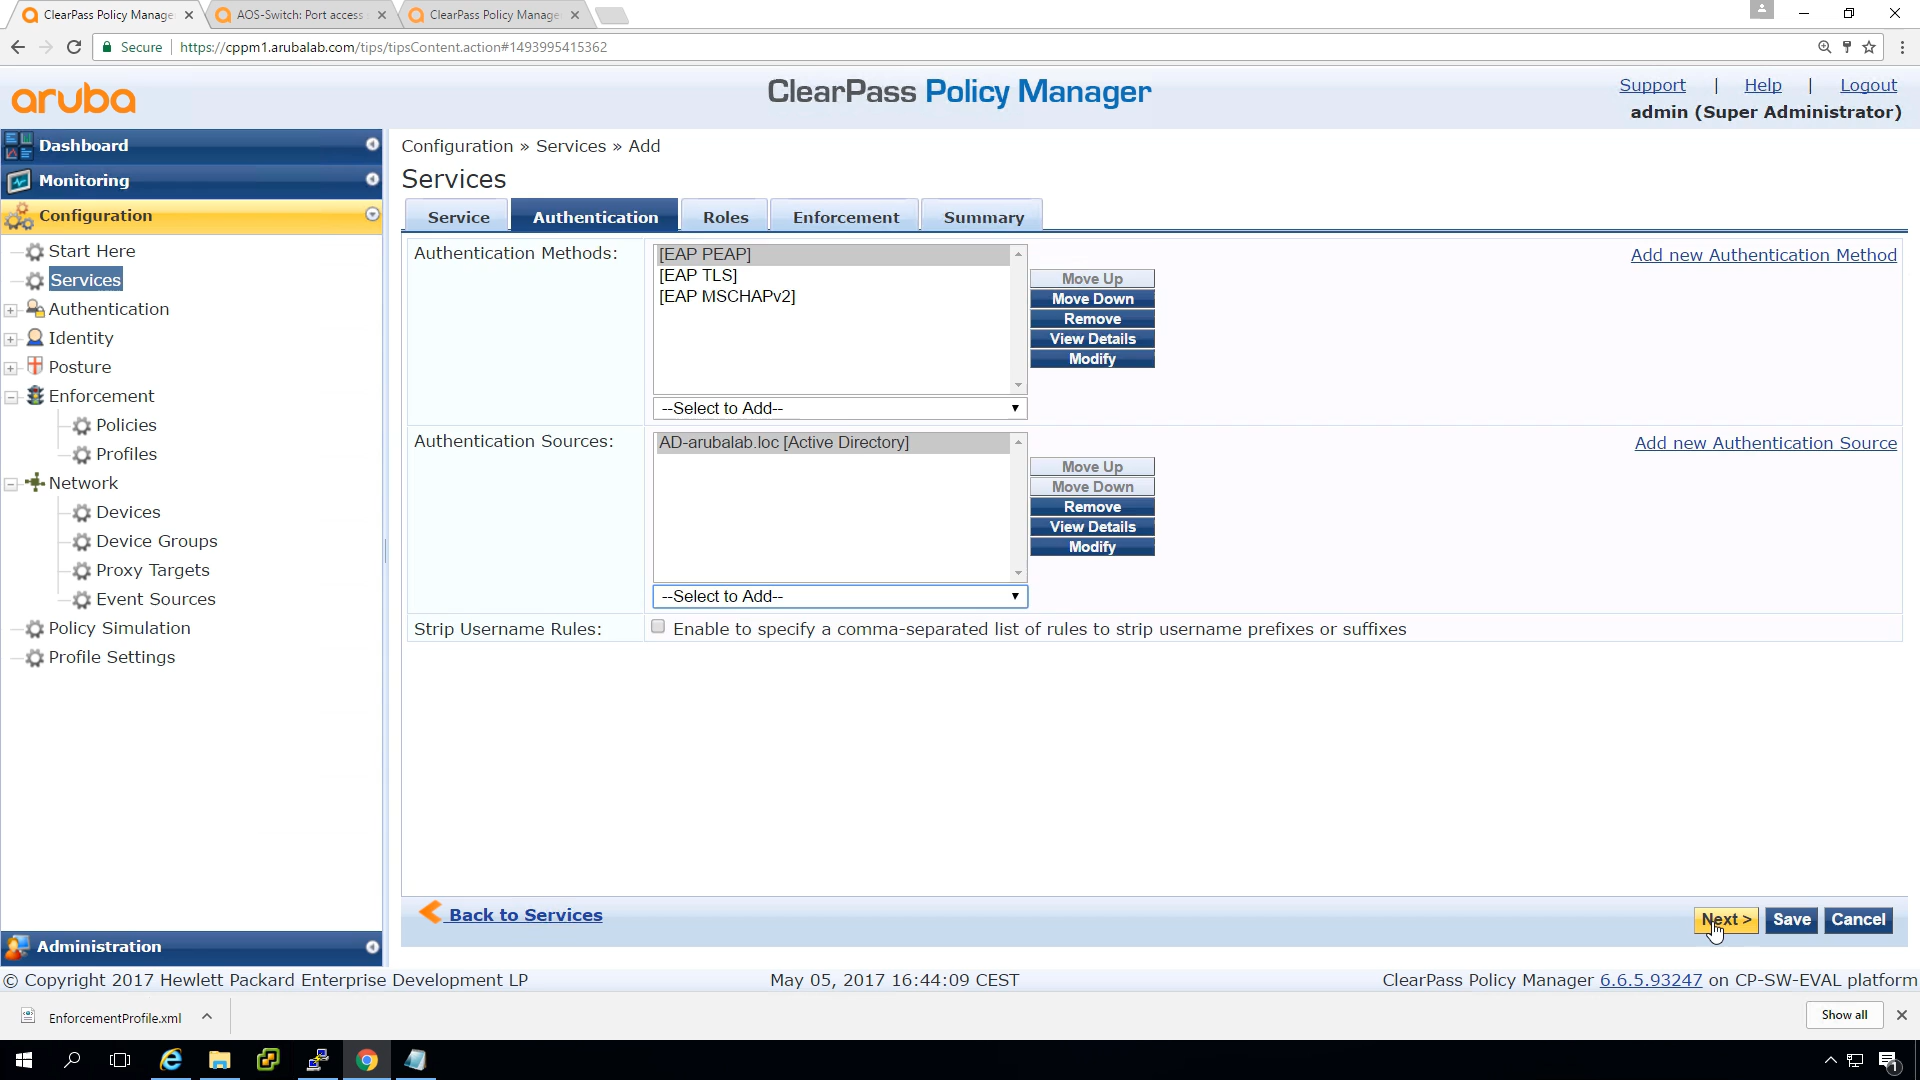 ClearPass Policy Manage
AOS-Switch: Port access
ClearPass Policy Manage
Secure | https://cppm1.arubalab.com/tips/tipsContent.action#1493995415362
aruba
ClearPass Policy Manager
Support | Help | Logout
admin (Super Administrator)
Dashboard
Monitoring
Configuration
Start Here
Services
Authentication
Identity
Posture
Enforcement
Policies
Profiles
Network
Devices
Device Groups
Proxy Targets
Event Sources
Policy Simulation
Profile Settings
Administration
Configuration » Services » Add
Services
Service
Authentication
Roles
Enforcement
Summary
Authentication Methods:
[EAP PEAP]
[EAP TLS]
[EAP MSCHAPv2]
Move Up
Move Down
Remove
View Details
Modify
--Select to Add--
Add new Authentication Method
Authentication Sources:
AD-arubalab.loc [Active Directory]
Move Up
Move Down
Remove
View Details
Modify
--Select to Add--
Add new Authentication Source
Strip Username Rules:
Enable to specify a comma-separated list of rules to strip username prefixes or suffixes
Back to Services
Next >
Save
Cancel
© Copyright 2017 Hewlett Packard Enterprise Development LP
May 05, 2017 16:44:09 CEST
ClearPass Policy Manager 6.6.5.93247 on CP-SW-EVAL platform
EnforcementProfile.xml
Show all
1